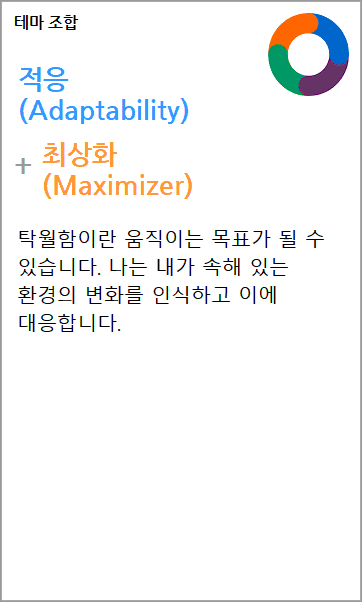 테마 조합
적응
(Adaptability)
+ 최상화
(Maximizer)
탁월함이란 움직이는 목표가 될 수
있습니다. 나는 내가 속해 있는
환경의 변화를 인식하고 이에
대응합니다.